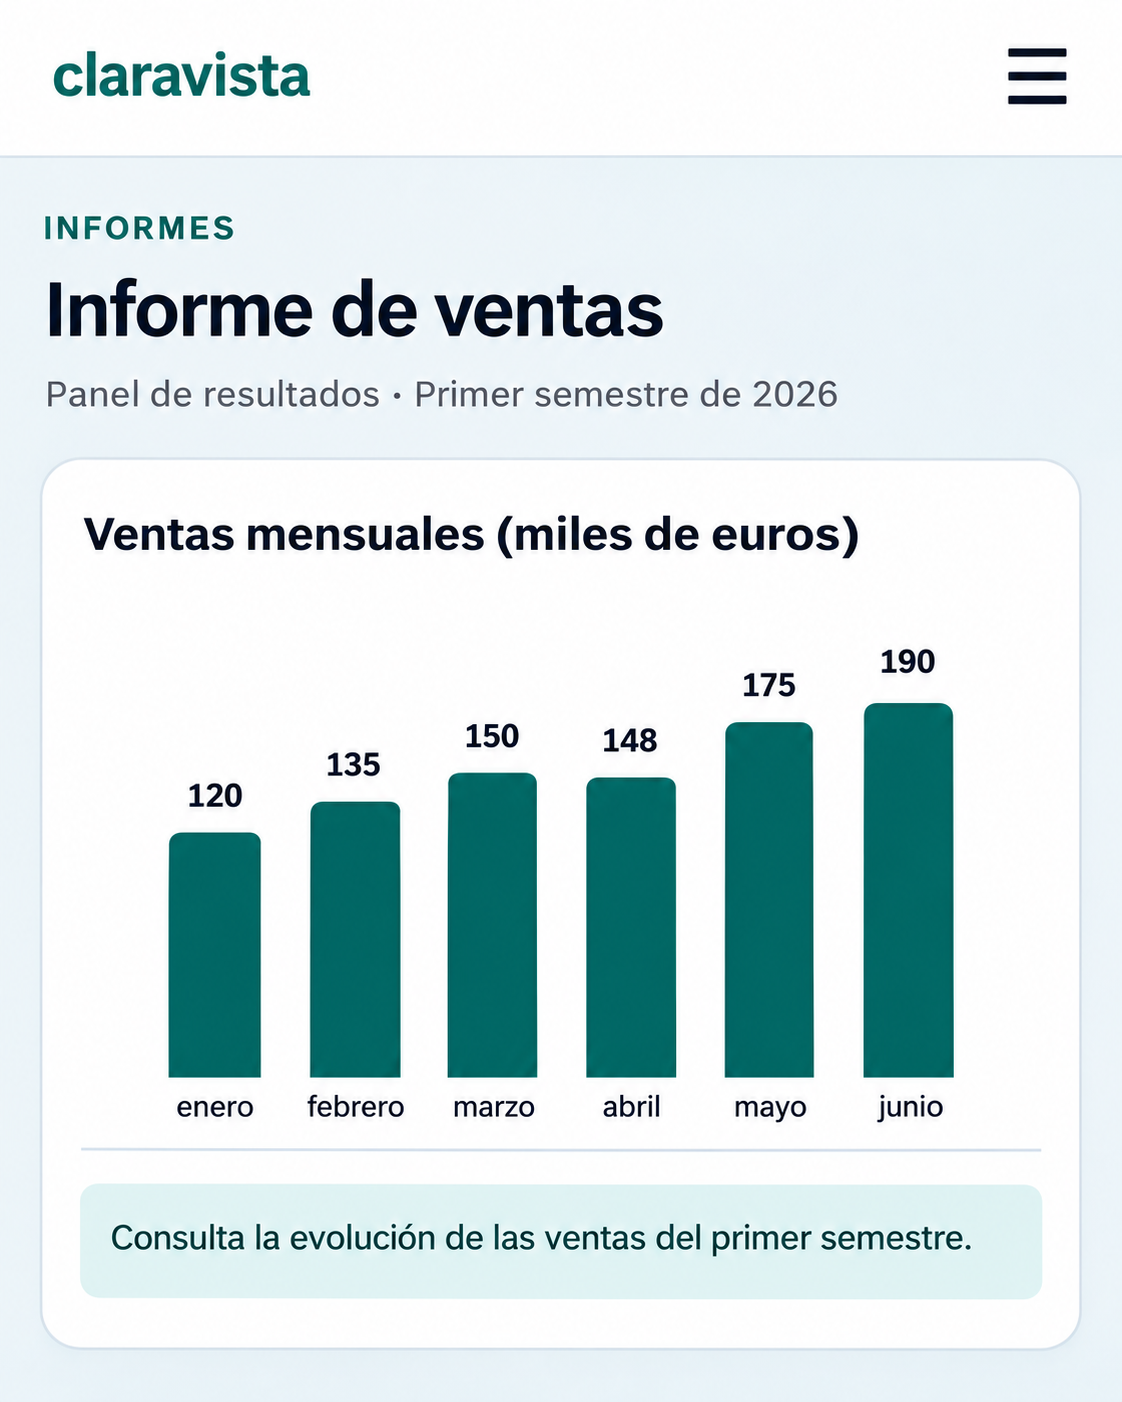 claravista
INFORMES
Informe de ventas
Panel de resultados • Primer semestre de 2026
Ventas mensuales (miles de euros)
120
135
150
148
175
190
enero
febrero
marzo
abril
mayo
junio
Consulta la evolución de las ventas del primer semestre.